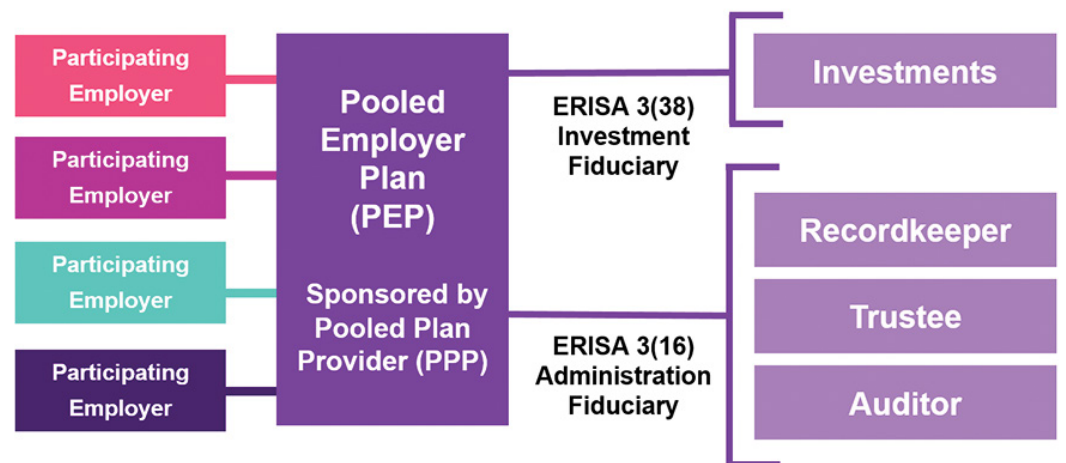 Participating
Employer
Participating
Employer
Participating
Employer
Participating
Employer
Pooled
Employer
Plan
(PEP)
Sponsored by
Pooled Plan
Provider (PPP)
ERISA 3(38)
Investment
Fiduciary
ERISA 3(16)
Administration
Fiduciary
Investments
Recordkeeper
Trustee
Auditor